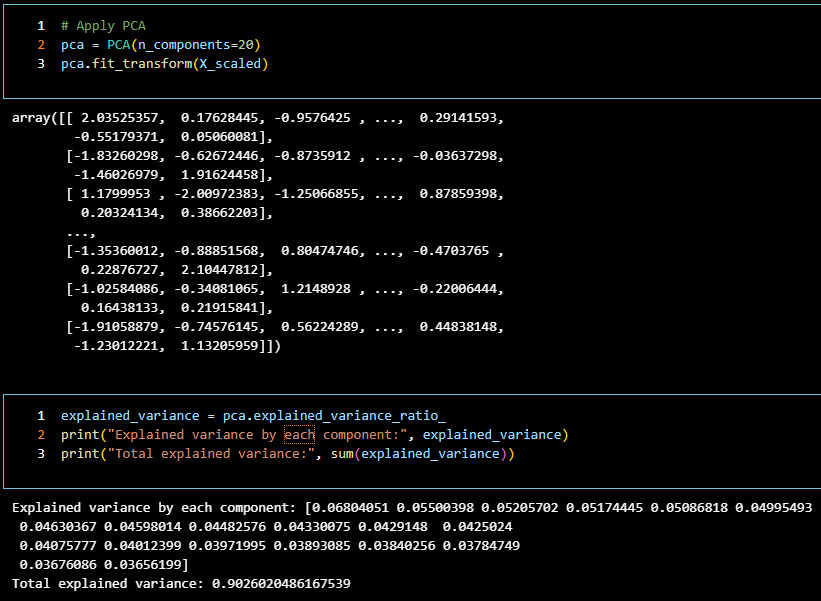 1 # Apply PCA
2 pca = PCA(n_components=20)
3 pca.fit_transform(X_scaled)
array([[ 2.03525357,  0.17628445, -0.9576425 , ...,  0.29141593,
        -0.55179371,  0.05060081],
       [-1.83260298, -0.62672446, -0.8735912 , ..., -0.03637298,
        -1.46026979,  1.91624458],
       [ 1.1799953 , -2.00972383, -1.25066855, ...,  0.87859398,
         0.20324134,  0.38662203],
       ...,
       [-1.35360012, -0.88851568,  0.80474746, ..., -0.4703765 ,
         0.22876727,  2.10447812],
       [-1.02584086, -0.34081065,  1.2148928 , ..., -0.22006444,
         0.16438133,  0.21915841],
       [-1.91058879, -0.74576145,  0.56224289, ...,  0.44838148,
        -1.23012221,  1.13205959]])
1 explained_variance = pca.explained_variance_ratio_
2 print("Explained variance by each component:", explained_variance)
3 print("Total explained variance:", sum(explained_variance))
Explained variance by each component: [0.06804051 0.05500398 0.05205702 0.05174445 0.05086818 0.04995493
 0.04630367 0.04598014 0.04482576 0.04330075 0.0429148  0.0425024
 0.04075777 0.04012399 0.03971995 0.03893085 0.03840256 0.03784749
 0.03676086 0.03656199]
Total explained variance: 0.9026020486167539